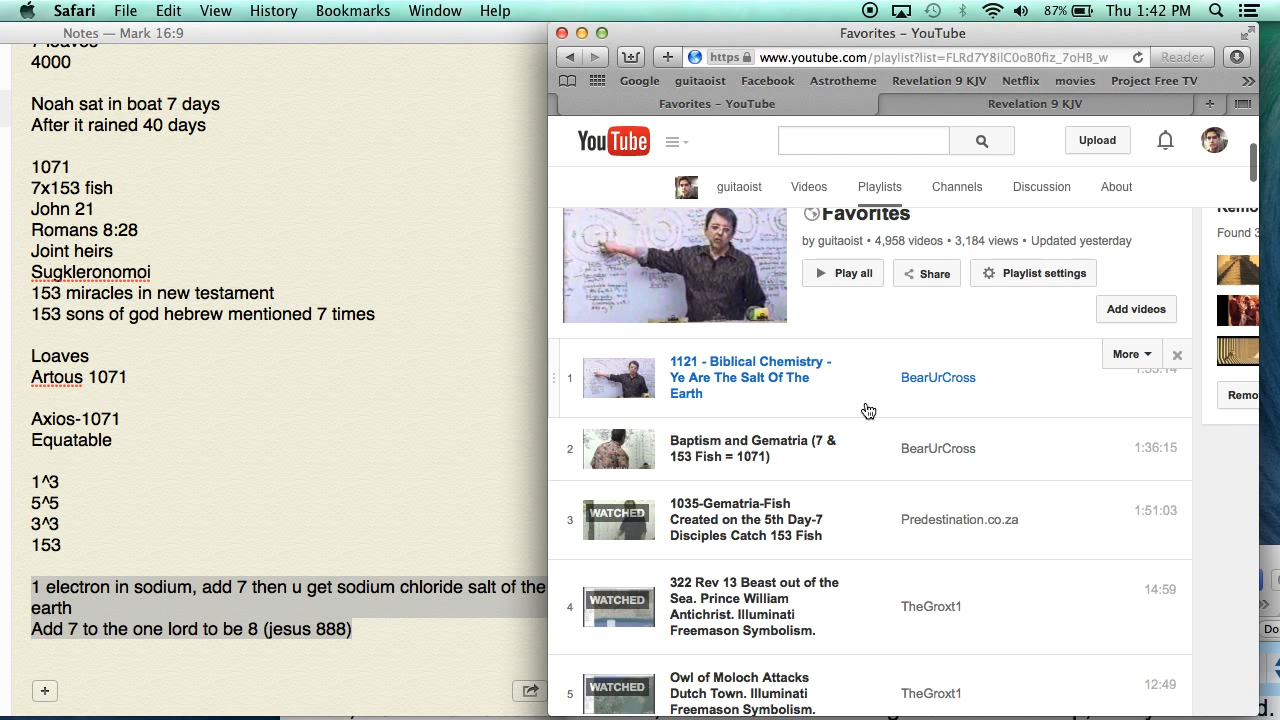 Safari File Edit View History Bookmarks Window Help 87% Thu 1:42 PM
Notes — Mark 16:9
7 loaves
4000
Noah sat in boat 7 days
After it rained 40 days
1071
7x153 fish
John 21
Romans 8:28
Joint heirs
Sugkleronomoi
153 miracles in new testament
153 sons of god hebrew mentioned 7 times
Loaves
Artous 1071
Axios-1071
Equatable
1^3
5^5
3^3
153
1 electron in sodium, add 7 then u get sodium chloride salt of the
earth
Add 7 to the one lord to be 8 (jesus 888)
Favorites – YouTube
https www.youtube.com/playlist?list=FLRd7Y8ilC0oB0fiz_7oHB_w Reader
Google guitaoist Facebook Astrotheme Revelation 9 KJV Netflix movies Project Free TV
Favorites – YouTube Revelation 9 KJV
YouTube Upload
guitaoist Videos Playlists Channels Discussion About
Favorites
by guitaoist • 4,958 videos • 3,184 views • Updated yesterday
Play all Share Playlist settings
Add videos
Found 3
Remo
More
1 1121 - Biblical Chemistry -
Ye Are The Salt Of The
Earth
BearUrCross
2 Baptism and Gematria (7 &
153 Fish = 1071)
BearUrCross 1:36:15
3 WATCHED 1035-Gematria-Fish
Created on the 5th Day-7
Disciples Catch 153 Fish
Predestination.co.za 1:51:03
4 WATCHED 322 Rev 13 Beast out of the
Sea. Prince William
Antichrist. Illuminati
Freemason Symbolism.
TheGroxt1 14:59
5 WATCHED Owl of Moloch Attacks
Dutch Town. Illuminati
Freemason Symbolism.
TheGroxt1 12:49
Do
d.